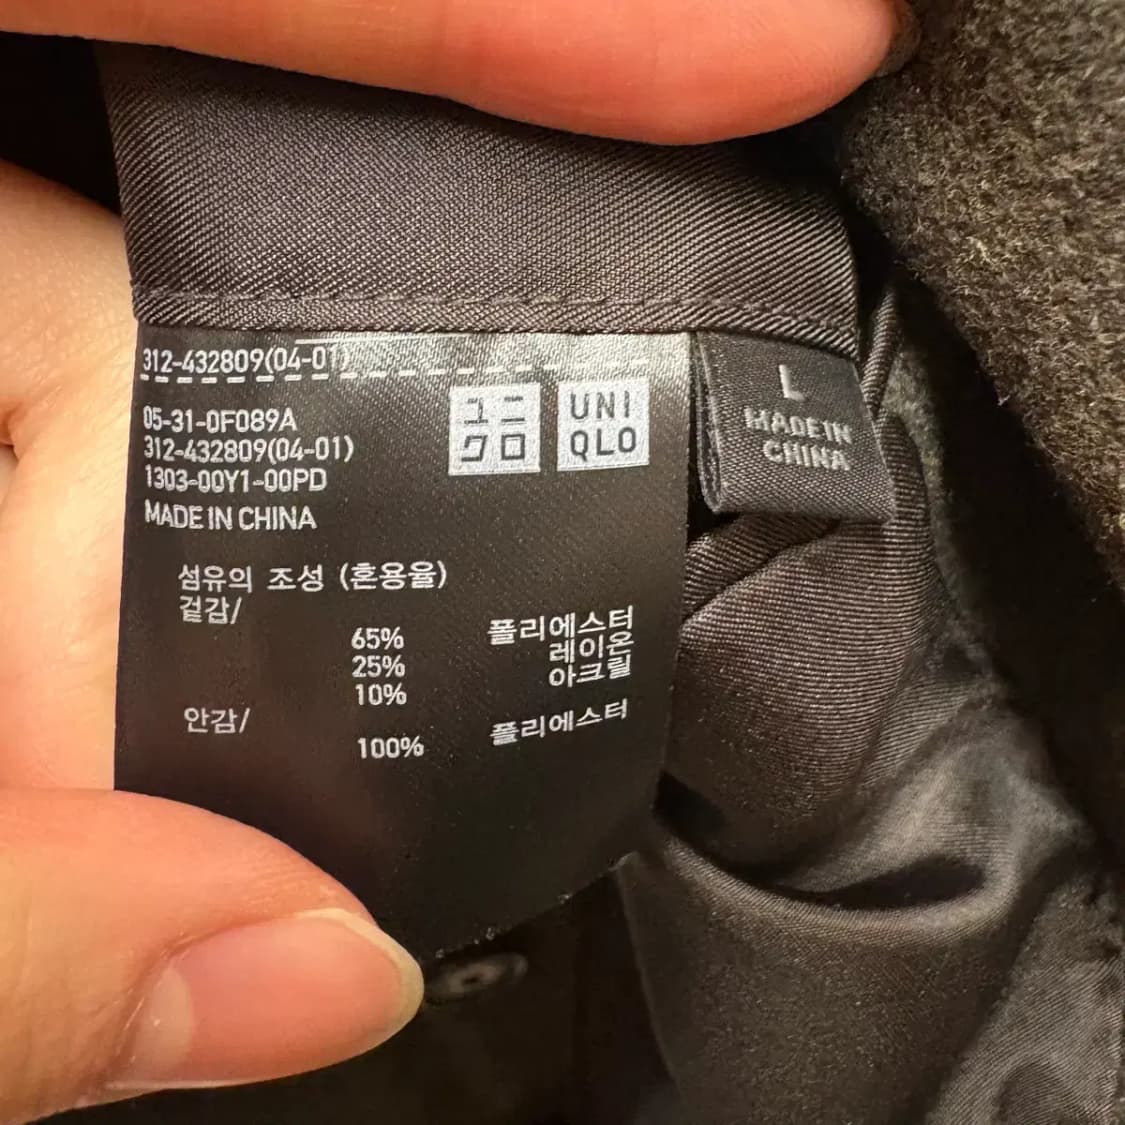 312-432809(04-01)
05-31-0F089A
312-432809(04-01)
1303-00Y1-00PD
MADE IN CHINA
ユニ
クロ
UNI
QLO
L
MADE IN
CHINA
섬유의 조성 (혼용율)
겉감/
65% 폴리에스터
25% 레이온
10% 아크릴
안감/
100% 폴리에스터